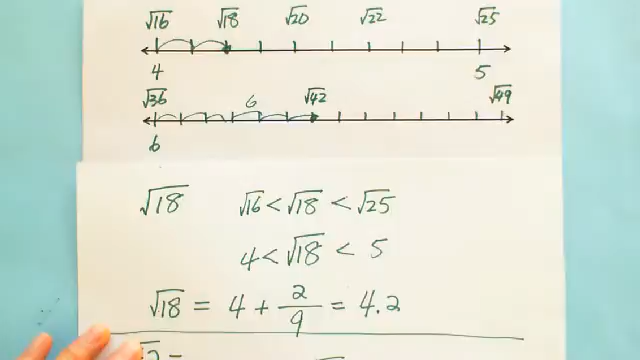 √16 √18 √20 √22 √25
4 5
√36 6 √42 √49
6
√18 √16 < √18 < √25
4 < √18 < 5
√18 = 4 + 2/9 = 4.2